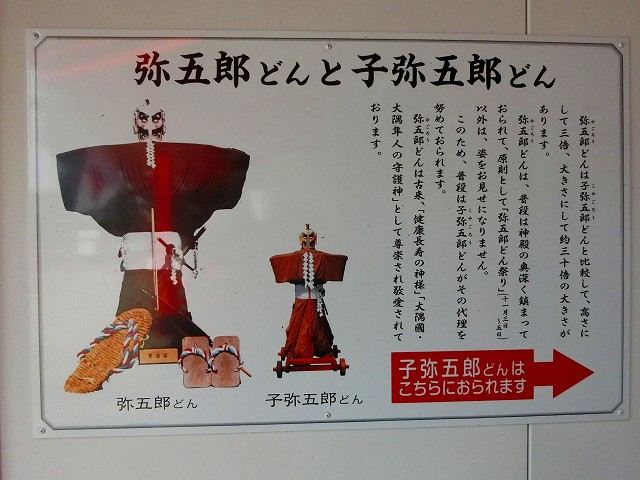 弥五郎どんと子弥五郎どん
弥五郎どんは子弥五郎どんと比較して、高さに
して三倍、大きさにして約三十倍の大きさが
あります。
弥五郎どんは、普段は神殿の奥深く鎮まって
おられて、原則として「弥五郎どん祭り」(十一月三日~五日)
以外は、姿をお見せになりません。
このため、普段は子弥五郎どんがその代理を
努めておられます。
弥五郎どんは古来、「健康長寿の神様」「大隅國・
大隅隼人の守護神」として尊崇され敬愛されて
おります。
弥五郎どん
子弥五郎どん
子弥五郎どんは
こちらにおられます